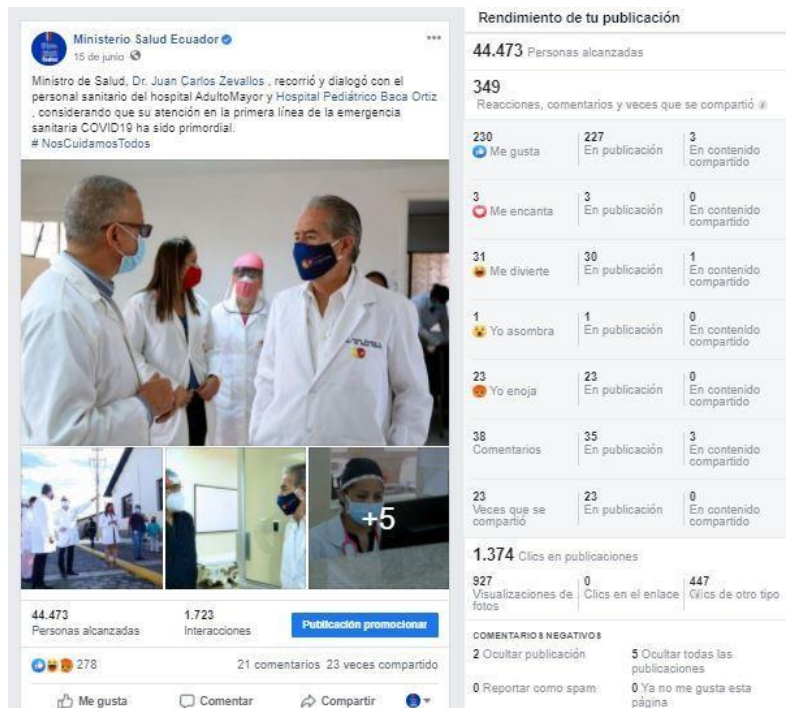 Ministerio Salud Ecuador
15 de junio
Ministro de Salud, Dr. Juan Carlos Zevallos , recorrió y dialogó con el
personal sanitario del hospital AdultoMayor y Hospital Pediátrico Baca Ortiz
, considerando que su atención en la primera línea de la emergencia
sanitaria COVID19 ha sido primordial.
# NosCuidamosTodos
+5
44.473
Personas alcanzadas
1.723
Interacciones
Publicación promocionar
278
21 comentarios 23 veces compartido
Me gusta
Comentar
Compartir
Rendimiento de tu publicación
44.473 Personas alcanzadas
349
Reacciones, comentarios y veces que se compartió
230
Me gusta
227
En publicación
3
En contenido
compartido
3
Me encanta
3
En publicación
0
En contenido
compartido
31
Me divierte
30
En publicación
1
En contenido
compartido
1
Yo asombra
1
En publicación
0
En contenido
compartido
23
Yo enoja
23
En publicación
0
En contenido
compartido
38
Comentarios
35
En publicación
3
En contenido
compartido
23
Veces que se
compartió
23
En publicación
0
En contenido
compartido
1.374 Clics en publicaciones
927
Visualizaciones de
fotos
0
Clics en el enlace
447
Clics de otro tipo
COMENTARIOS NEGATIVOS
2 Ocultar publicación
5 Ocultar todas las
publicaciones
0 Reportar como spam
0 Ya no me gusta esta
página